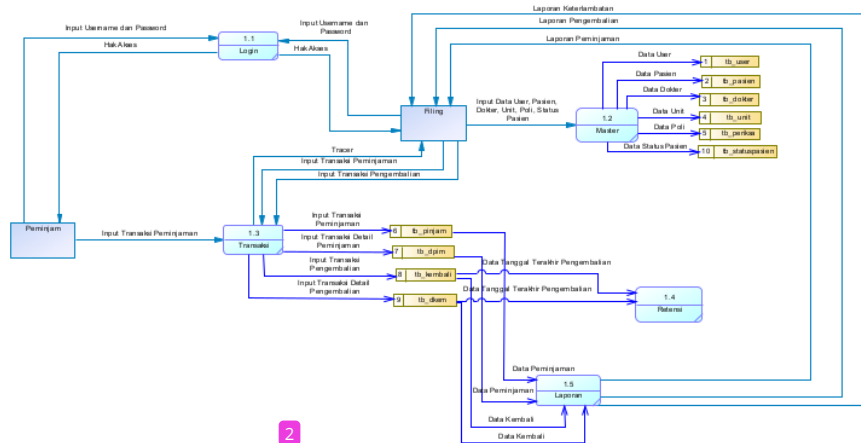 Laporan Keterlambatan
Laporan Pengembalian
Laporan Peminjaman
Input Username dan
Password
Input Username dan Password
1.1
Login
Hak Akses
Hak Akses
Data User
1 tb_user
Data Pasien
2 tb_pasien
Data Dokter
3 tb_dokter
Filing
Input Data User, Pasien,
Dokter, Unit, Poli, Status
Pasien
1.2
Master
Data Unit
4 tb_unit
Data Poli
5 tb_periksa
Data Status Pasien
10 tb_statuspasien
Tracer
Input Transaksi Peminjaman
Input Transaksi Pengembalian
Peminjam
Input Transaksi Peminjaman
1.3
Transaksi
Input Transaksi
Peminjaman
6 tb_pinjam
Input Transaksi Detail
Peminjaman
7 tb_dpim
Input Transaksi
Pengembalian
8 tb_kembali
Input Transaksi Detail
Pengembalian
9 tb_dkem
Data Tanggal Terakhir Pengembalian
Data Tanggal Terakhir Pengembalian
1.4
Retensi
Data Peminjaman
Data Peminjaman
1.5
Laporan
Data Kembali
Data Kembali
2